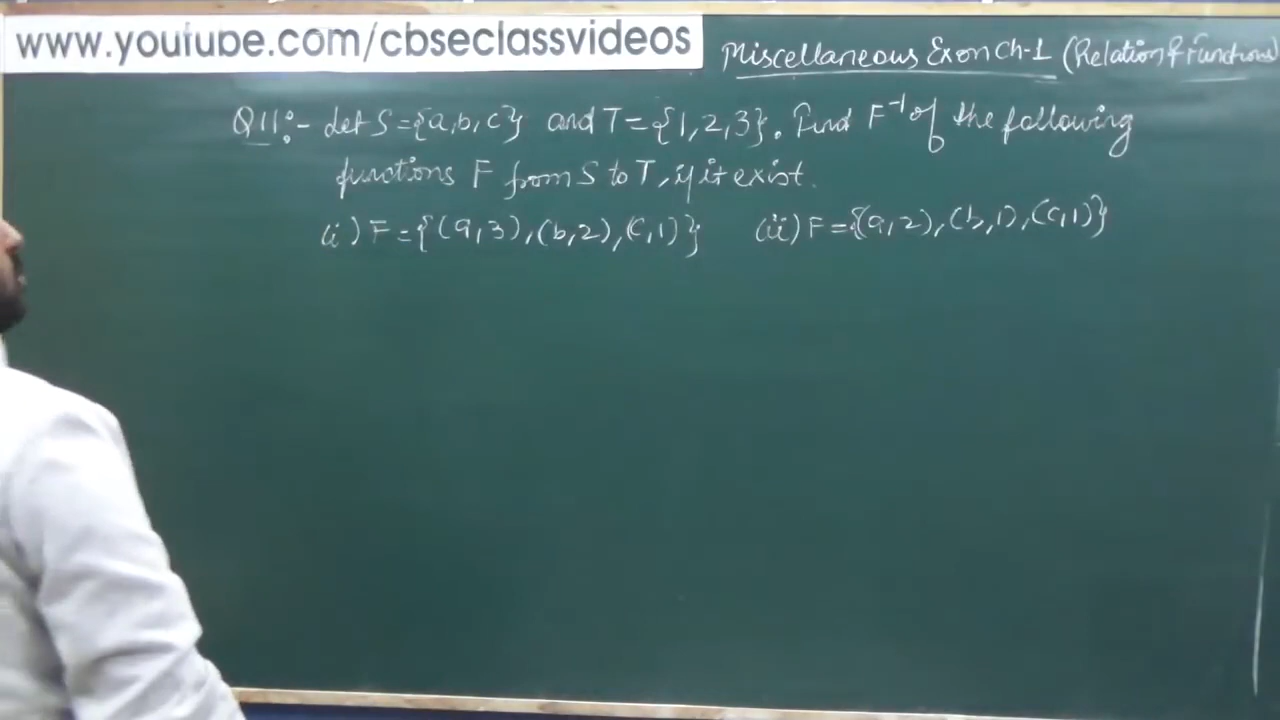 www.youtube.com/cbseclassvideos
Miscellaneous Ex on Ch-1 (Relation & Functions)
Q11:- Let S={a,b,c} and T={1,2,3}. Find F⁻¹ of the following
functions F from S to T, if it exist.
(i) F={(a,3),(b,2),(c,1)} (ii) F={(a,2),(b,1),(c,1)}